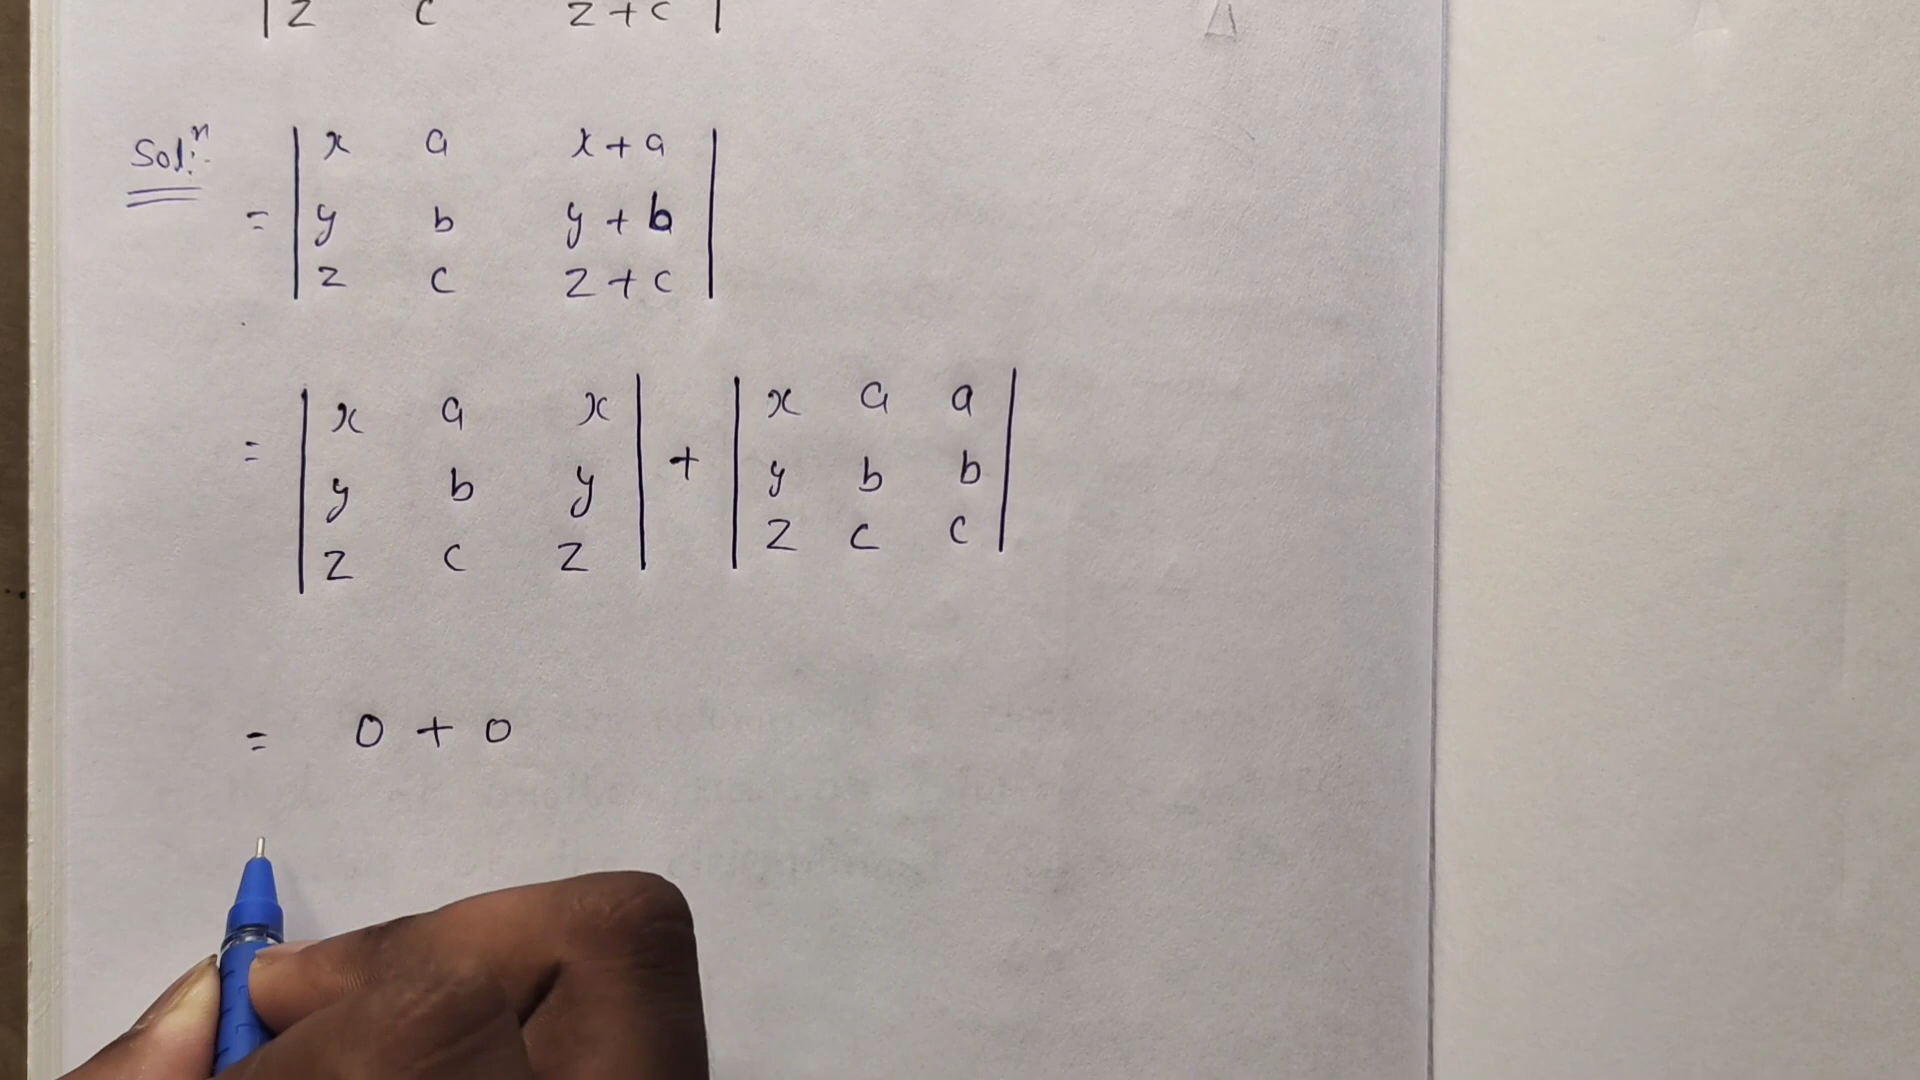 z c z + c
Sol:ⁿ
| x a x + a |
= | y b y + b |
| z c z + c |
| x a x | | x a a |
= | y b y | + | y b b |
| z c z | | z c c |
= 0 + 0